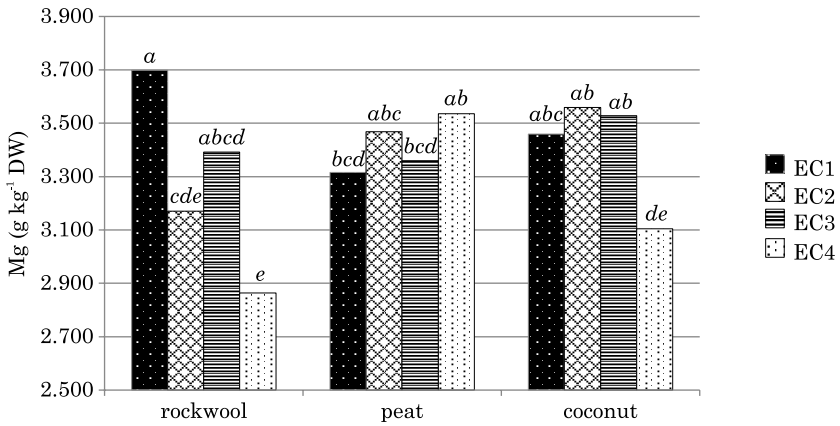 3.900
3.700
3.500
3.300
3.100
2.900
2.700
2.500
Mg (g kg⁻¹ DW)
a
cde
abcd
e
bcd
abc
bcd
ab
abc
ab
ab
de
rockwool
peat
coconut
EC1
EC2
EC3
EC4